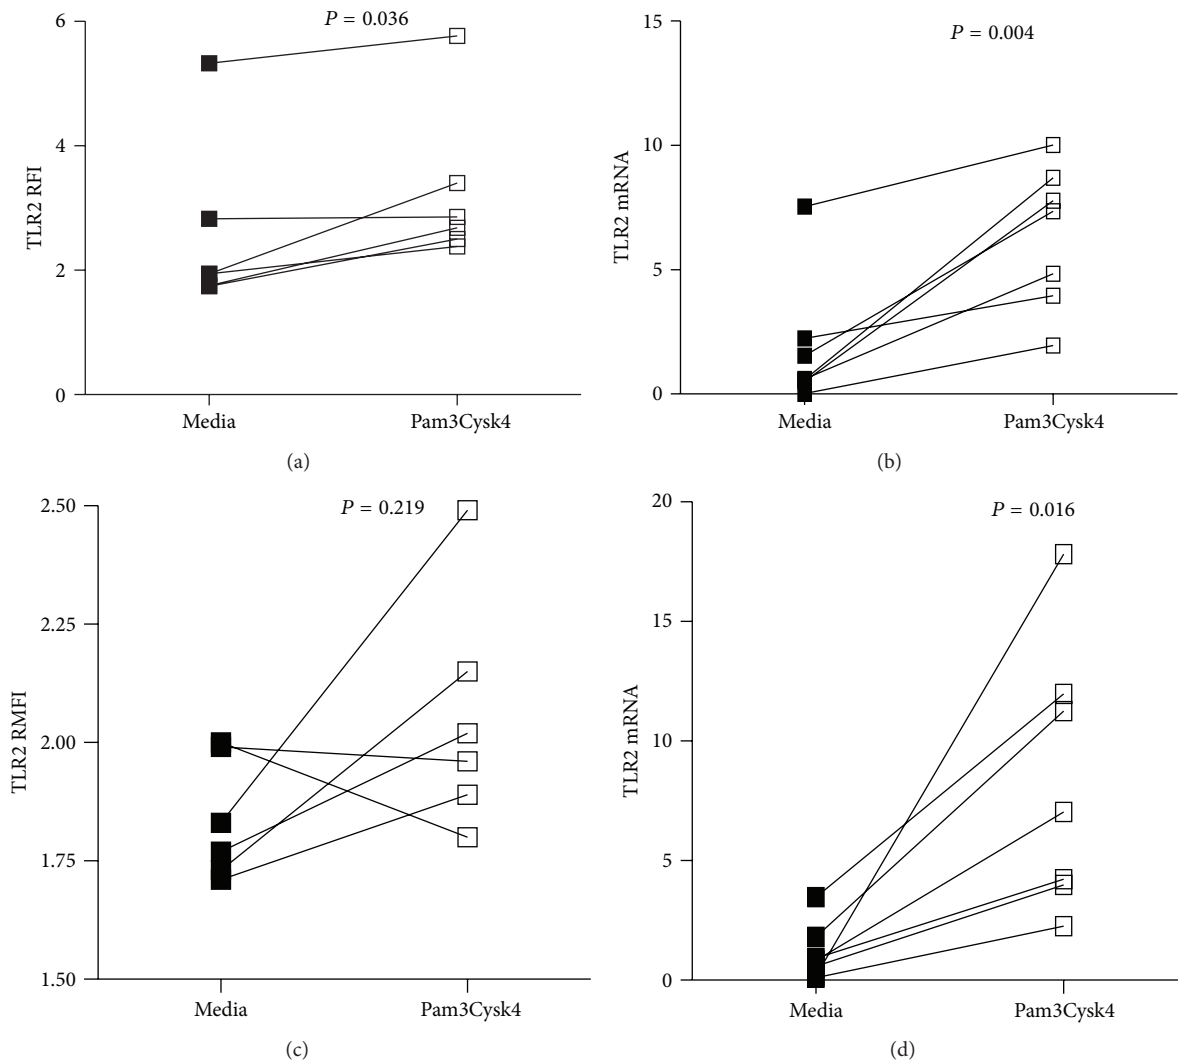 P = 0.036
TLR2 RFI
6
4
2
0
Media Pam3Cysk4
(a)
P = 0.004
TLR2 mRNA
15
10
5
0
Media Pam3Cysk4
(b)
P = 0.219
TLR2 RMFI
2.50
2.25
2.00
1.75
1.50
Media Pam3Cysk4
(c)
P = 0.016
TLR2 mRNA
20
15
10
5
0
Media Pam3Cysk4
(d)